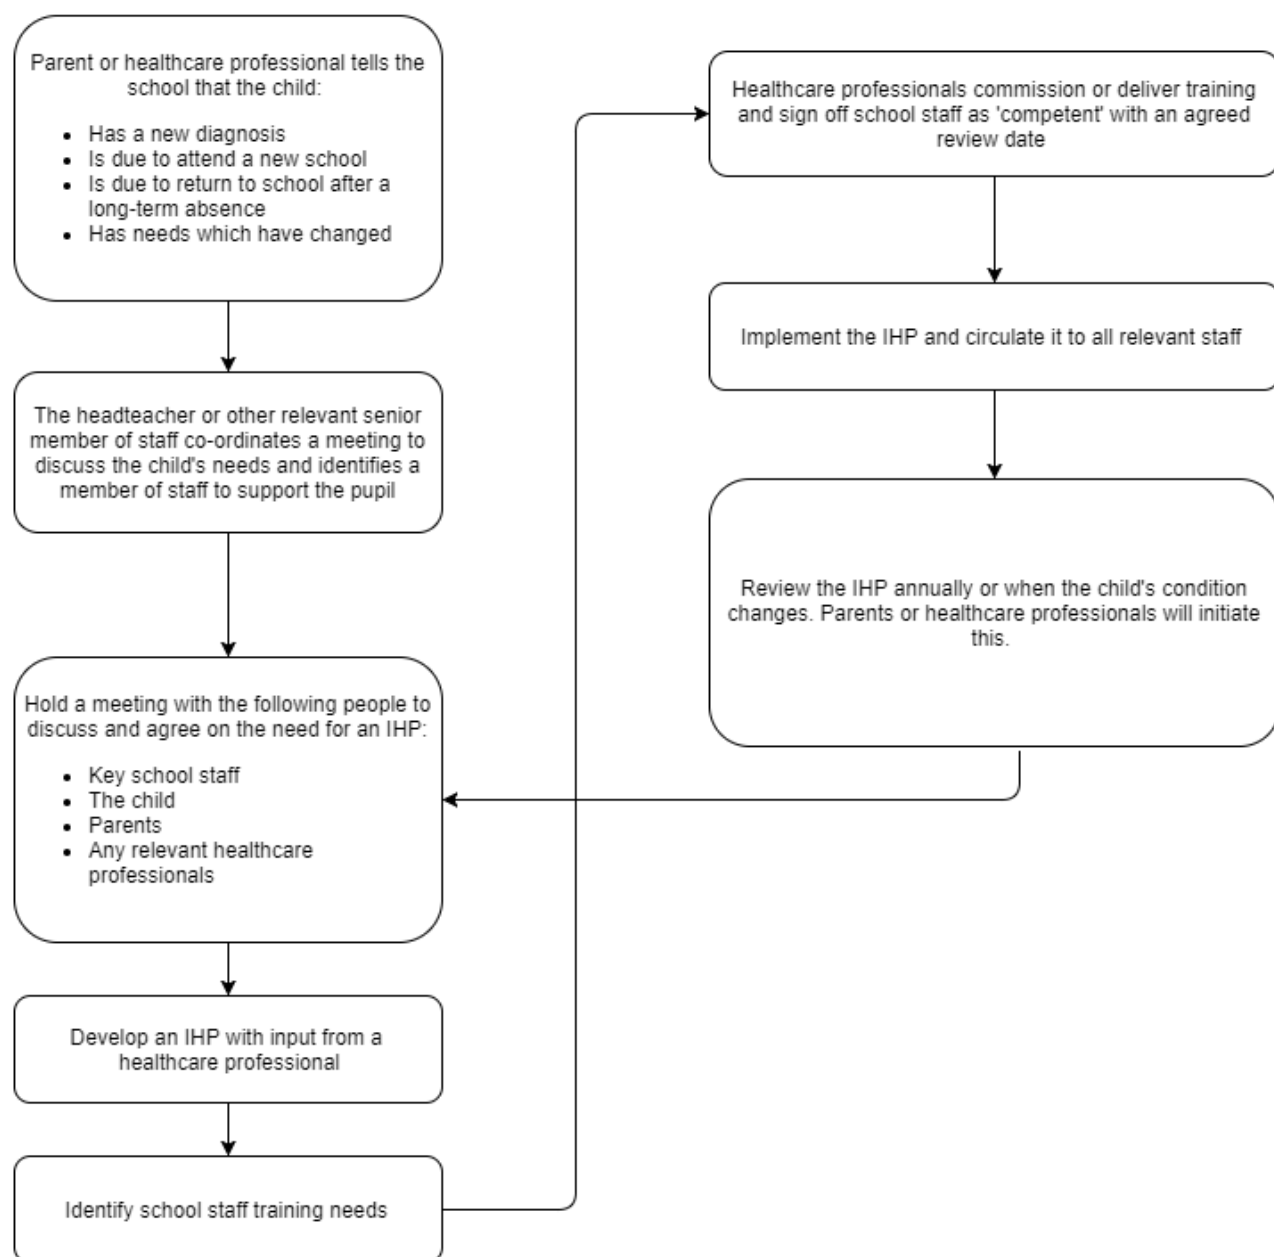 Parent or healthcare professional tells the
school that the child:
• Has a new diagnosis
• Is due to attend a new school
• Is due to return to school after a
long-term absence
• Has needs which have changed
The headteacher or other relevant senior
member of staff co-ordinates a meeting to
discuss the child's needs and identifies a
member of staff to support the pupil
Hold a meeting with the following people to
discuss and agree on the need for an IHP:
• Key school staff
• The child
• Parents
• Any relevant healthcare
professionals
Develop an IHP with input from a
healthcare professional
Identify school staff training needs
Healthcare professionals commission or deliver training
and sign off school staff as 'competent' with an agreed
review date
Implement the IHP and circulate it to all relevant staff
Review the IHP annually or when the child's condition
changes. Parents or healthcare professionals will initiate
this.